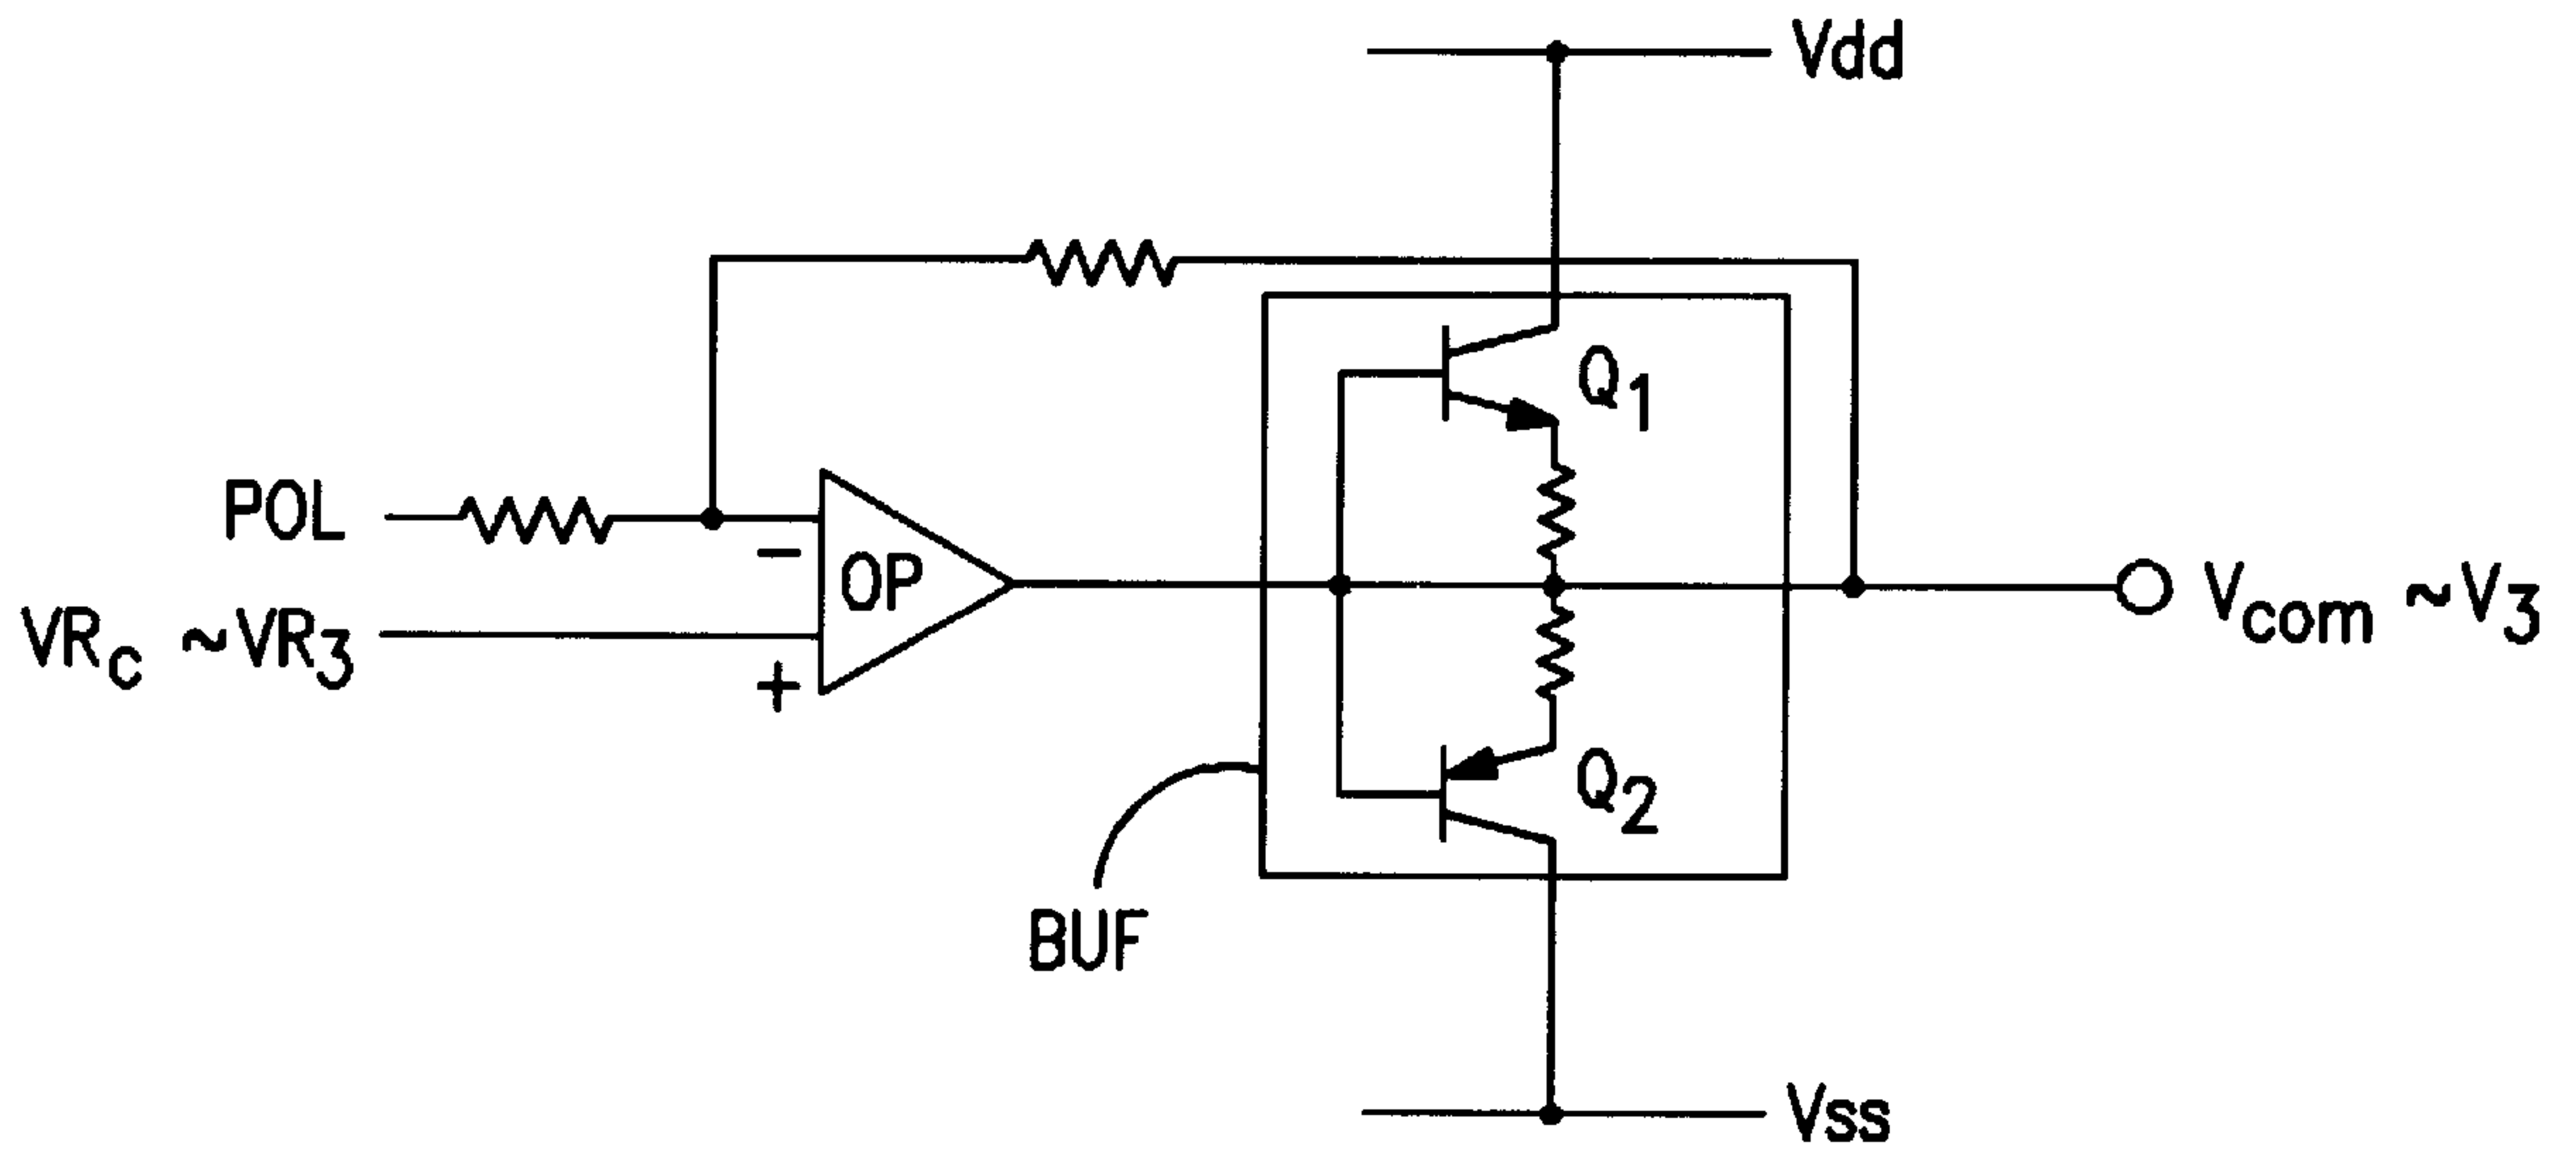 Vdd
Q1
POL
−
OP
VRc ~VR3
+
Vcom ~V3
Q2
BUF
Vss